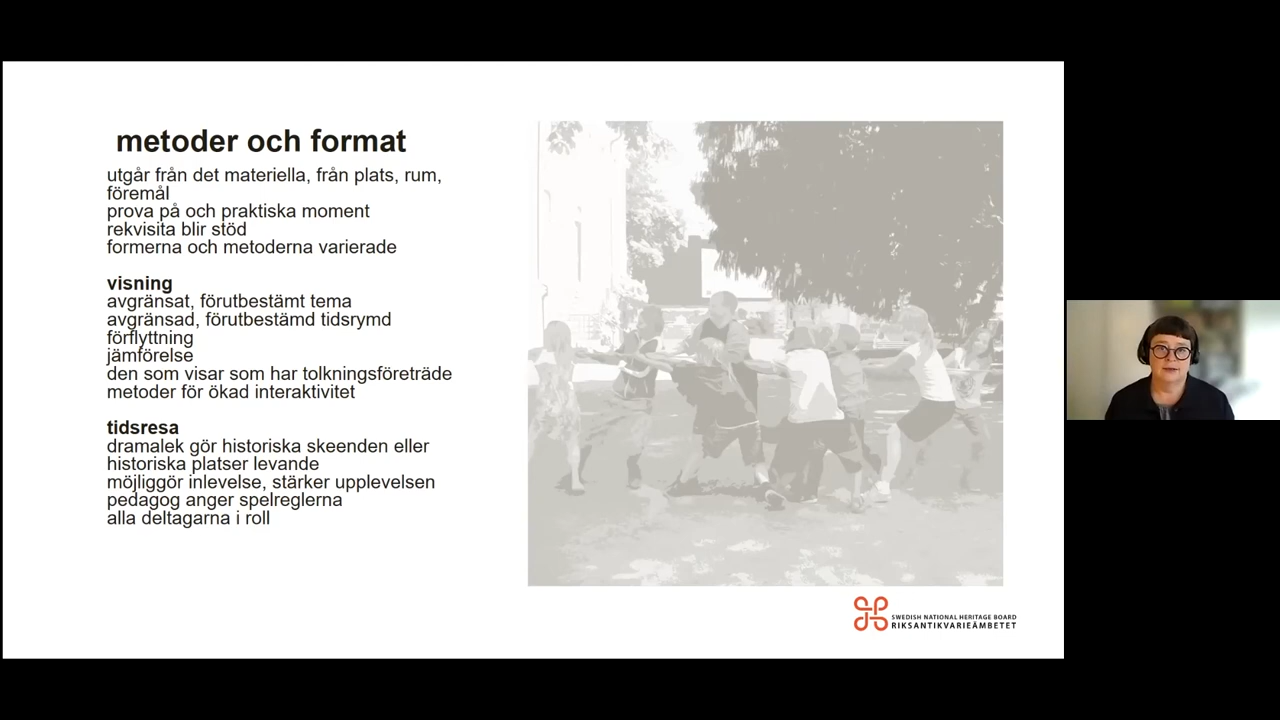 metoder och format
utgår från det materiella, från plats, rum,
föremål
prova på och praktiska moment
rekvisita blir stöd
formerna och metoderna varierade
visning
avgränsat, förutbestämt tema
avgränsad, förutbestämd tidsrymd
förflyttning
jämförelse
den som visar som har tolkningsföreträde
metoder för ökad interaktivitet
tidsresa
dramalek gör historiska skeenden eller
historiska platser levande
möjliggör inlevelse, stärker upplevelsen
pedagog anger spelreglerna
alla deltagarna i roll
SWEDISH NATIONAL HERITAGE BOARD
RIKSANTIKVARIEÄMBETET